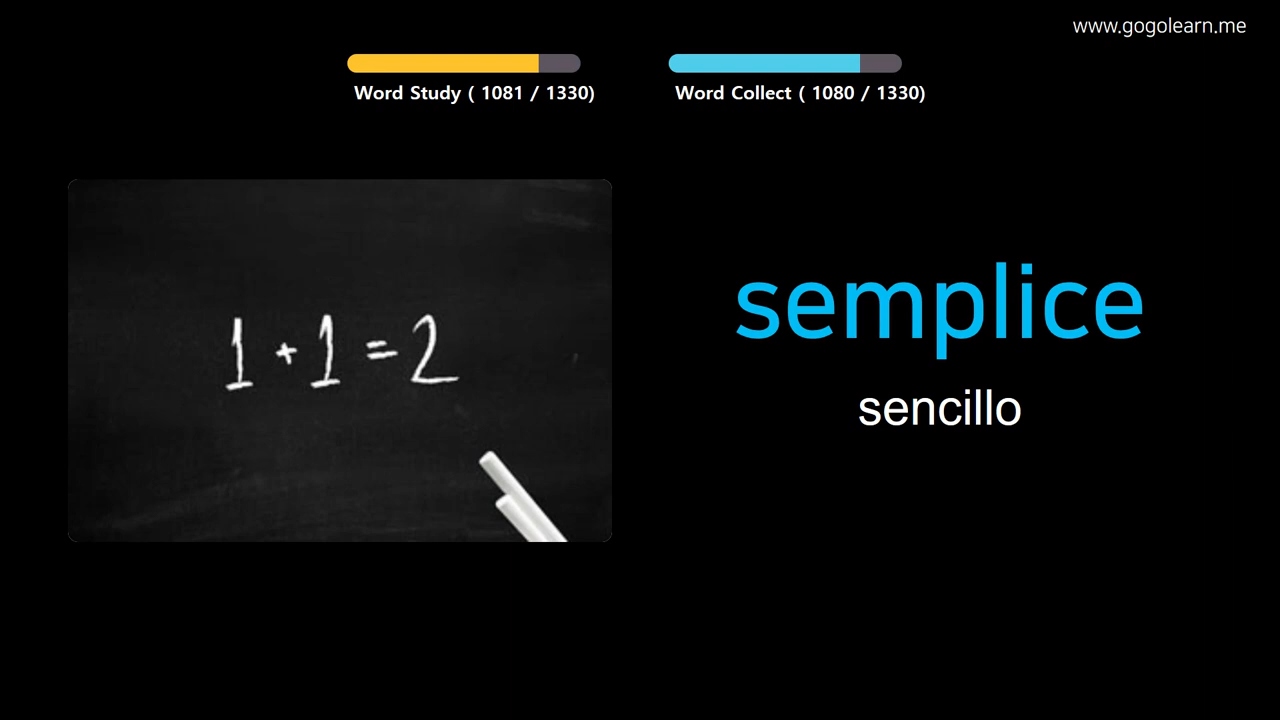 www.gogolearn.me
Word Study ( 1081 / 1330)
Word Collect ( 1080 / 1330)
1 + 1 = 2
semplice
sencillo